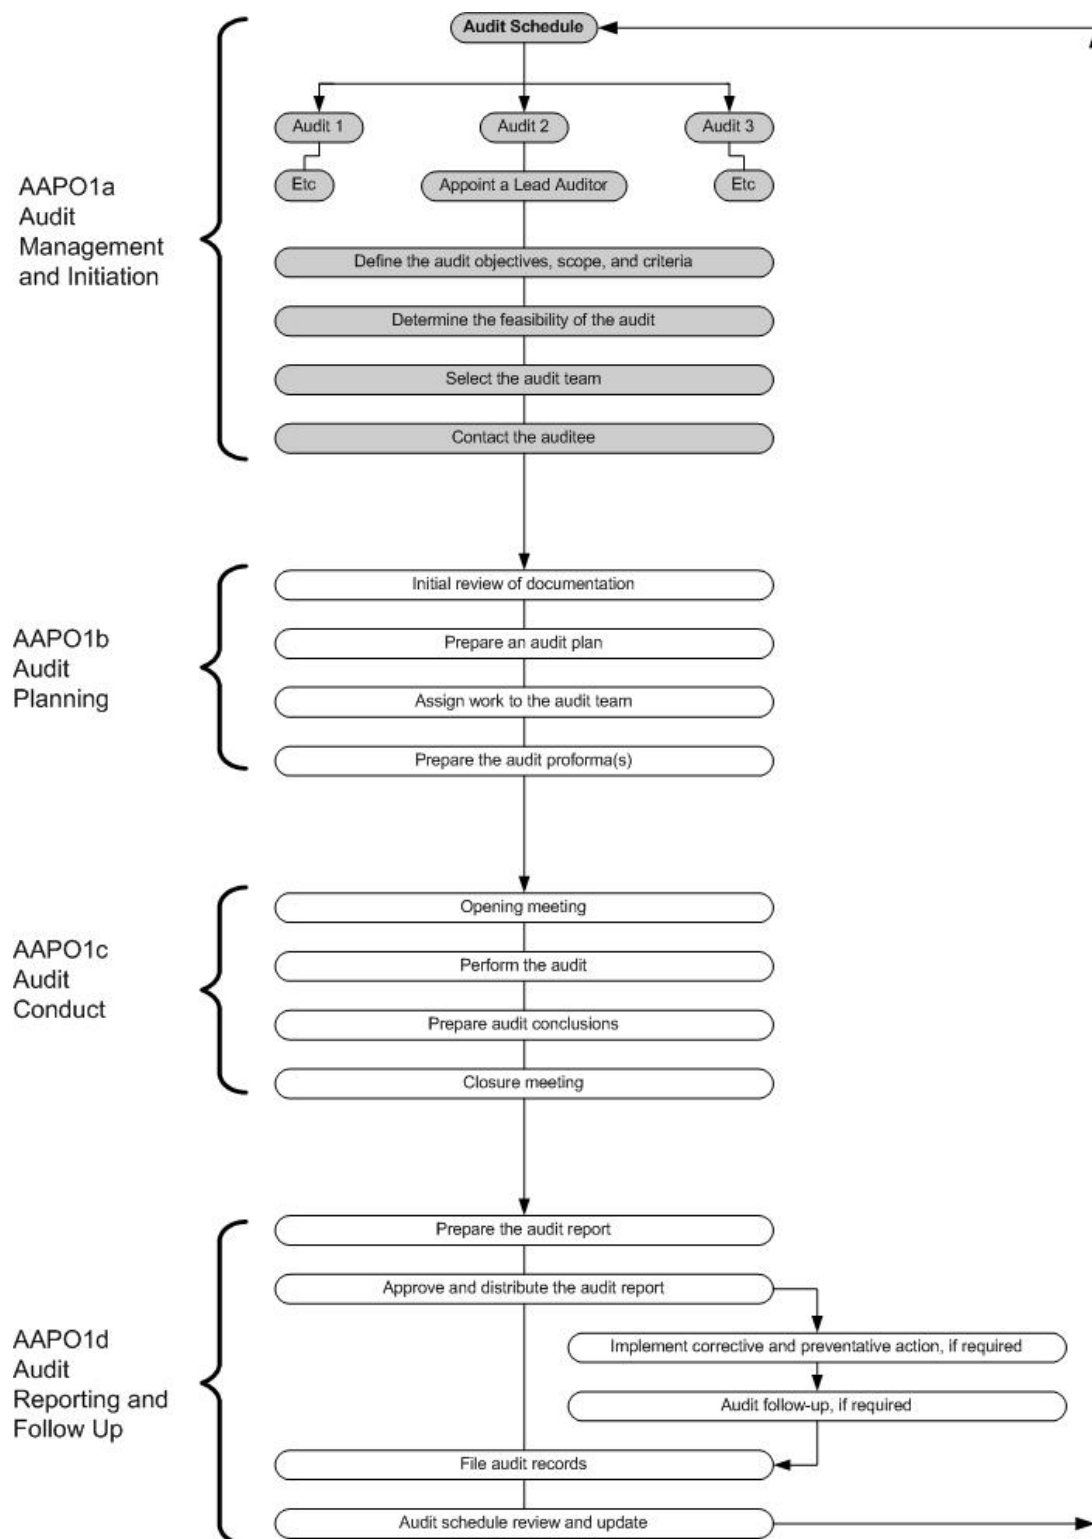 Audit Schedule
Audit 1
Audit 2
Audit 3
Etc
Appoint a Lead Auditor
Etc
AAPO1a
Audit
Management
and Initiation
Define the audit objectives, scope, and criteria
Determine the feasibility of the audit
Select the audit team
Contact the auditee
AAPO1b
Audit
Planning
Initial review of documentation
Prepare an audit plan
Assign work to the audit team
Prepare the audit proforma(s)
AAPO1c
Audit
Conduct
Opening meeting
Perform the audit
Prepare audit conclusions
Closure meeting
AAPO1d
Audit
Reporting and
Follow Up
Prepare the audit report
Approve and distribute the audit report
Implement corrective and preventative action, if required
Audit follow-up, if required
File audit records
Audit schedule review and update